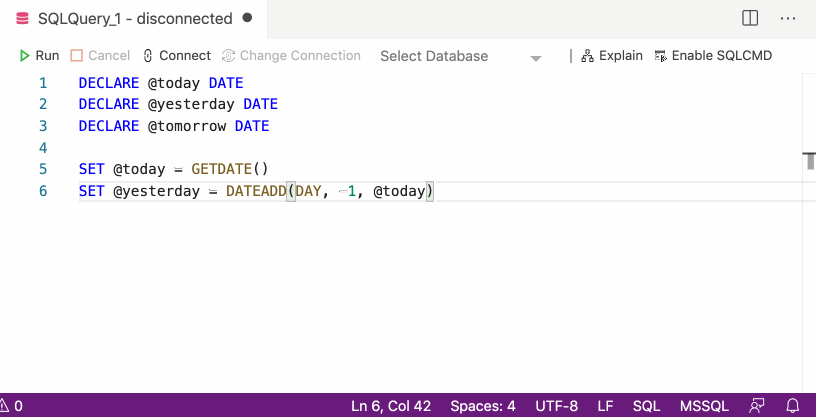 SQLQuery_1 - disconnected
Run Cancel Connect Change Connection Select Database Explain Enable SQLCMD
1 DECLARE @today DATE
2 DECLARE @yesterday DATE
3 DECLARE @tomorrow DATE
4
5 SET @today = GETDATE()
6 SET @yesterday = DATEADD(DAY, -1, @today)
0 Ln 6, Col 42 Spaces: 4 UTF-8 LF SQL MSSQL